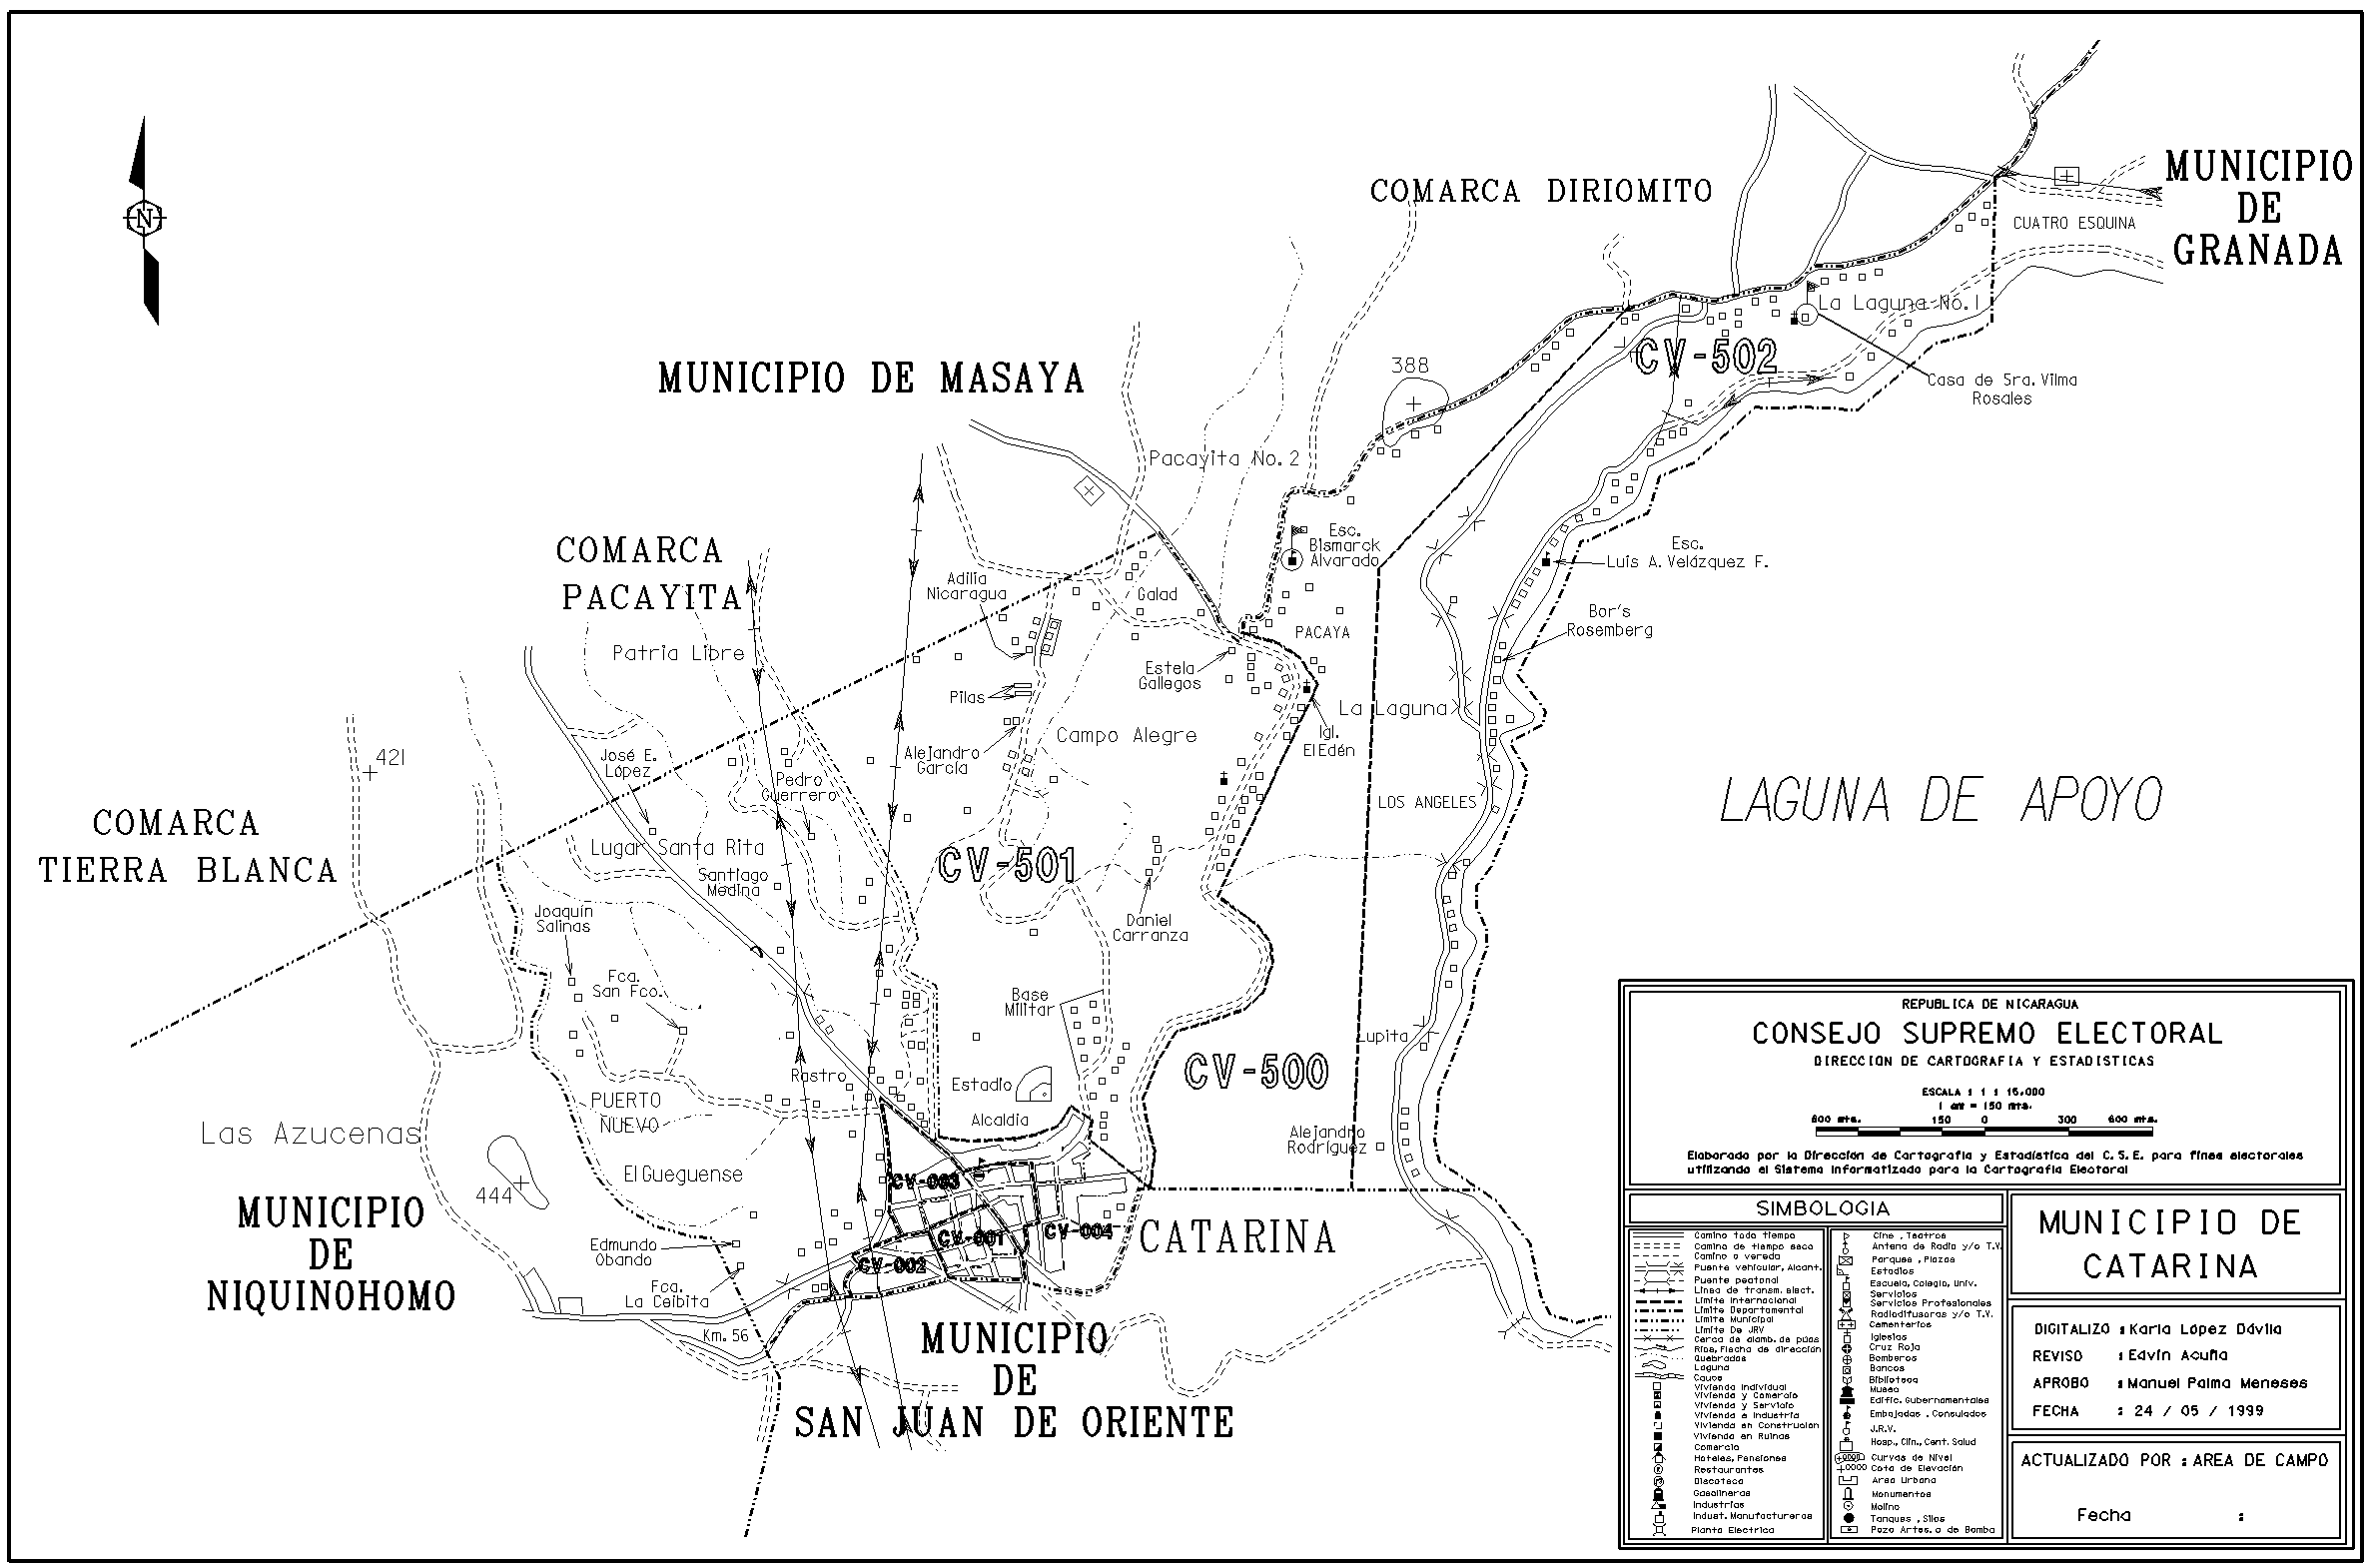 N
COMARCA DIRIOMITO
MUNICIPIO
DE
GRANADA
CUATRO ESQUINA
La Laguna No. 1
CV-502
Casa de Sra. Vilma
Rosales
388
MUNICIPIO DE MASAYA
Pacayita No. 2
COMARCA
PACAYITA
Patria Libre
Adilia
Nicaragua
Galad
Esc.
Bismarck
Alvarado
Esc.
Luis A. Velázquez F.
Bor's
Rosemberg
PACAYA
Estela
Gallegos
Pilas
La Laguna
Igl.
El Edén
Campo Alegre
Alejandro
García
José E.
López
Pedro
Guerrero
421
COMARCA
TIERRA BLANCA
LOS ANGELES
LAGUNA DE APOYO
Lugar Santa Rita
Santiago
Medina
CV-501
Joaquín
Salinas
Daniel
Carranza
Fca.
San Fco.
Base
Militar
Lupita
CV-500
Rastro
Estadio
PUERTO
NUEVO
Alcaldia
Las Azucenas
Alejandro
Rodríguez
El Gueguense
444
CV-003
CV-004
CV-001
CV-002
CATARINA
MUNICIPIO
DE
NIQUINOHOMO
Edmundo
Obando
Fca.
La Ceibita
Km. 56
MUNICIPIO
DE
SAN JUAN DE ORIENTE
REPUBLICA DE NICARAGUA
CONSEJO SUPREMO ELECTORAL
DIRECCION DE CARTOGRAFIA Y ESTADISTICAS
ESCALA : 1 : 15,000
1 cm = 150 mts.
600 mts. 150 0 300 600 mts.
Elaborado por la Dirección de Cartografía y Estadística del C. S. E. para fines electorales
utilizando el Sistema Informatizado para la Cartografia Electoral
SIMBOLOGIA
Camino todo tiempo
Camino de tiempo seco
Camino o vereda
Puente vehicular, Alcant.
Puente peatonal
Linea de transm. elect.
Limite Internacional
Limite Departamental
Limite Municipal
Limite De JRV
Cerca de alamb. de púas
Ríos, Flecha de dirección
Quebradas
Laguna
Cauce
Vivienda Individual
Vivienda y Comercio
Vivienda y Servicio
Vivienda e Industria
Vivienda en Construcion
Vivienda en Ruinas
Comercio
Hoteles, Pensiones
Restaurantes
Discoteca
Gasolineras
Industrias
Indust. Manufactureras
Planta Electrica
Cine , Teatros
Antena de Radio y/o T.V.
Parques , Plazas
Estadios
Escuela, Colegio, Univ.
Servicios
Servicios Profesionales
Radiodifusoras y/o T.V.
Cementerios
Iglesias
Cruz Roja
Bomberos
Bancos
Biblioteca
Museo
Edific. Gubernamentales
Embajadas , Consulados
J.R.V.
Hosp., Clin., Cent. Salud
Curvas de Nivel
Cota de Elevación
Area Urbana
Monumentos
Molino
Tanques , Silos
Pozo Artes. o de Bomba
MUNICIPIO DE
CATARINA
DIGITALIZO : Karla López Dávila
REVISO : Edvin Acuña
APROBO : Manuel Palma Meneses
FECHA : 24 / 05 / 1999
ACTUALIZADO POR : AREA DE CAMPO
Fecha :